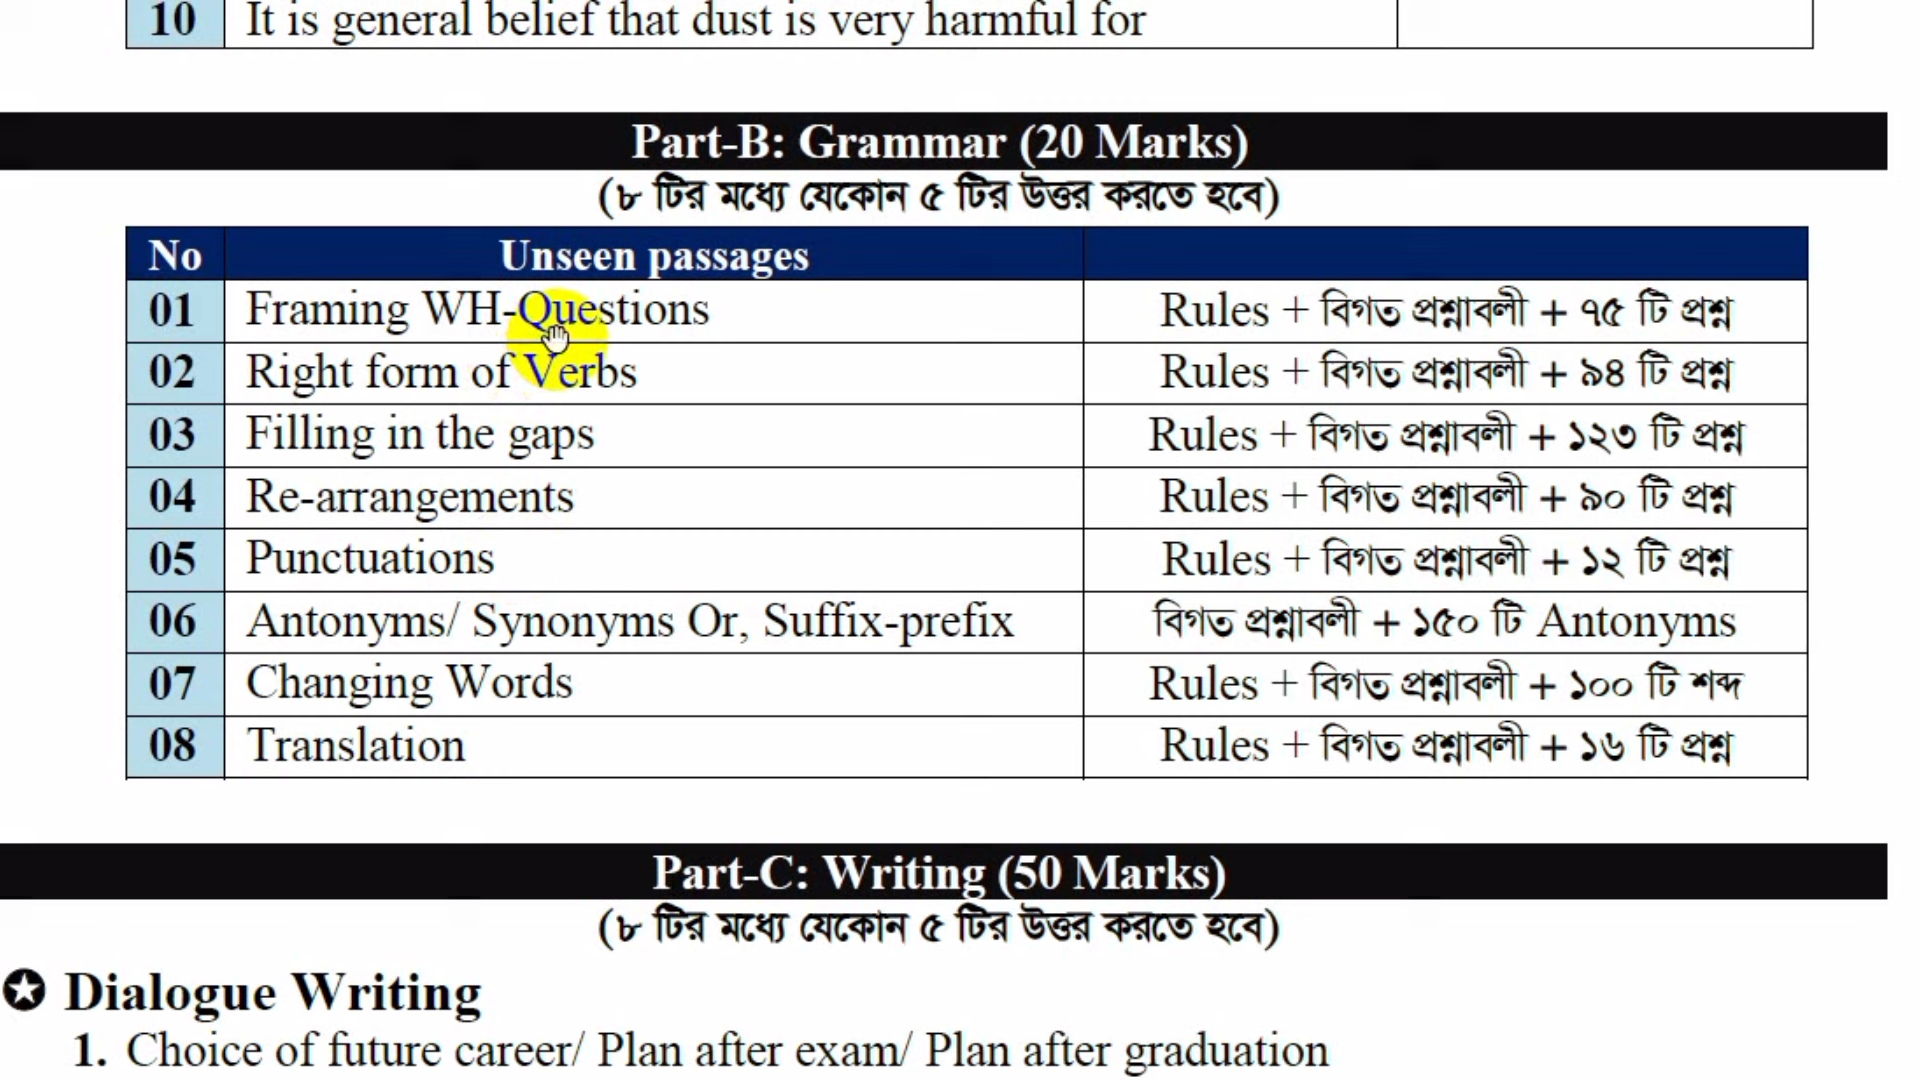 10 It is general belief that dust is very harmful for
Part-B: Grammar (20 Marks)
(৮ টির মধ্যে যেকোন ৫ টির উত্তর করতে হবে)
No Unseen passages
01 Framing WH-Questions Rules + বিগত প্রশ্নাবলী + ৭৫ টি প্রশ্ন
02 Right form of Verbs Rules + বিগত প্রশ্নাবলী + ৯৪ টি প্রশ্ন
03 Filling in the gaps Rules + বিগত প্রশ্নাবলী + ১২৩ টি প্রশ্ন
04 Re-arrangements Rules + বিগত প্রশ্নাবলী + ৯০ টি প্রশ্ন
05 Punctuations Rules + বিগত প্রশ্নাবলী + ১২ টি প্রশ্ন
06 Antonyms/ Synonyms Or, Suffix-prefix বিগত প্রশ্নাবলী + ১৫০ টি Antonyms
07 Changing Words Rules + বিগত প্রশ্নাবলী + ১০০ টি শব্দ
08 Translation Rules + বিগত প্রশ্নাবলী + ১৬ টি প্রশ্ন
Part-C: Writing (50 Marks)
(৮ টির মধ্যে যেকোন ৫ টির উত্তর করতে হবে)
Dialogue Writing
1. Choice of future career/ Plan after exam/ Plan after graduation